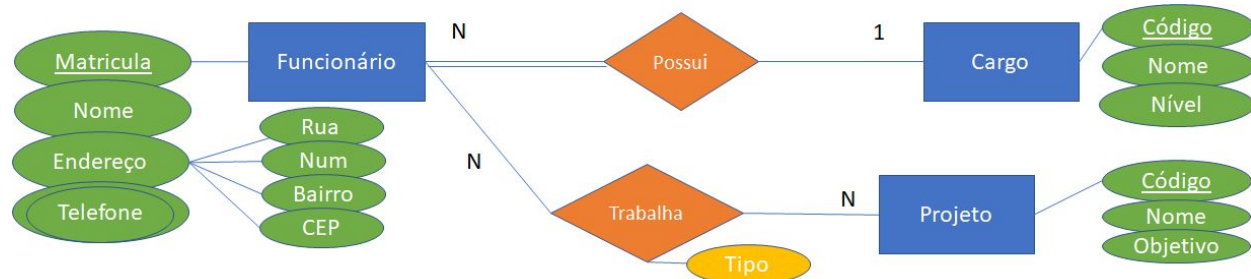 Matricula
Nome
Endereço
Telefone
Rua
Num
Bairro
CEP
Funcionário
N
Possui
1
Cargo
Código
Nome
Nível
N
Trabalha
Tipo
N
Projeto
Código
Nome
Objetivo